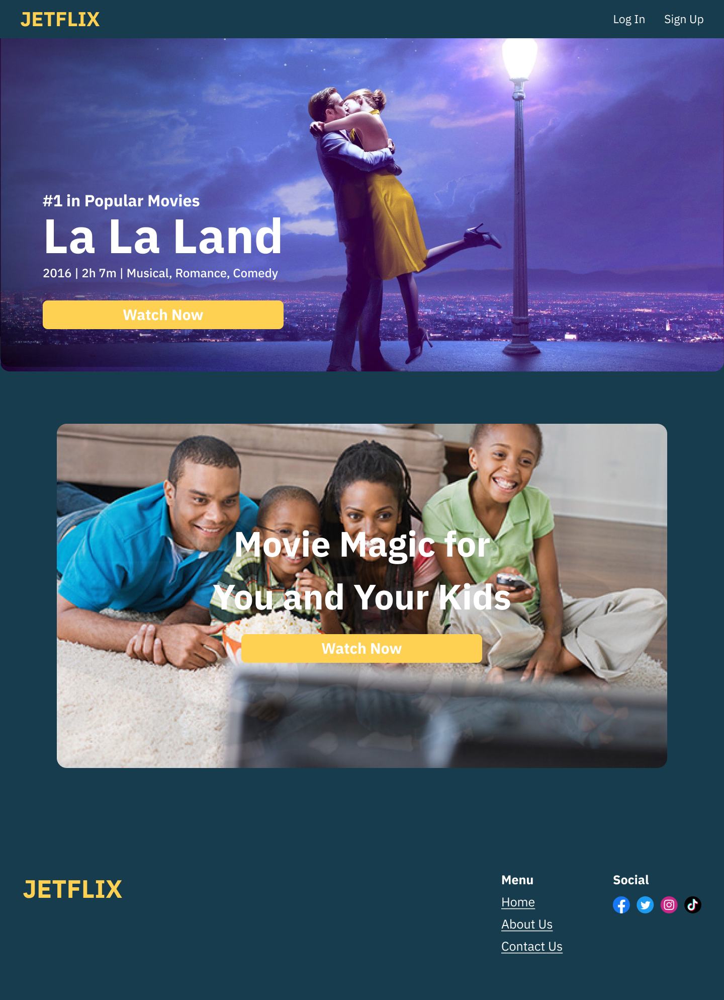 JETFLIX
Log In
Sign Up
#1 in Popular Movies
La La Land
2016 | 2h 7m | Musical, Romance, Comedy
Watch Now
Movie Magic for
You and Your Kids
Watch Now
JETFLIX
Menu
Home
About Us
Contact Us
Social